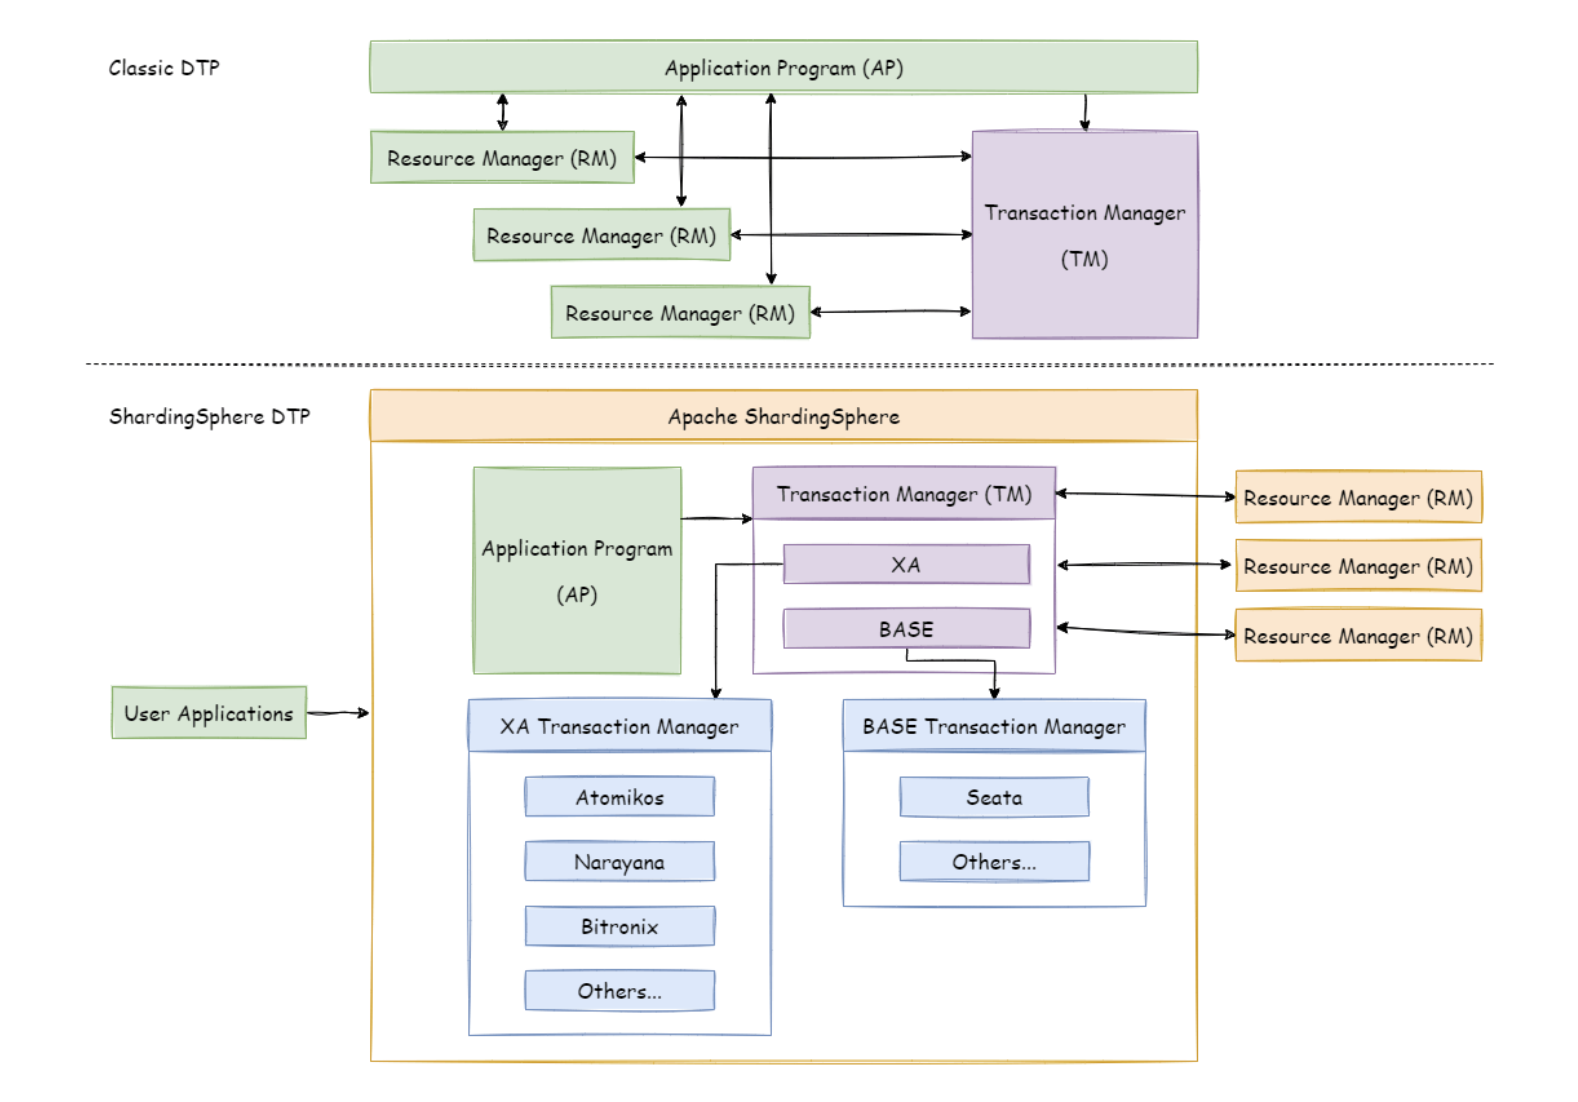 Classic DTP
Application Program (AP)
Resource Manager (RM)
Resource Manager (RM)
Resource Manager (RM)
Transaction Manager
(TM)
ShardingSphere DTP
Apache ShardingSphere
Application Program
(AP)
Transaction Manager (TM)
XA
BASE
Resource Manager (RM)
Resource Manager (RM)
Resource Manager (RM)
User Applications
XA Transaction Manager
Atomikos
Narayana
Bitronix
Others...
BASE Transaction Manager
Seata
Others...